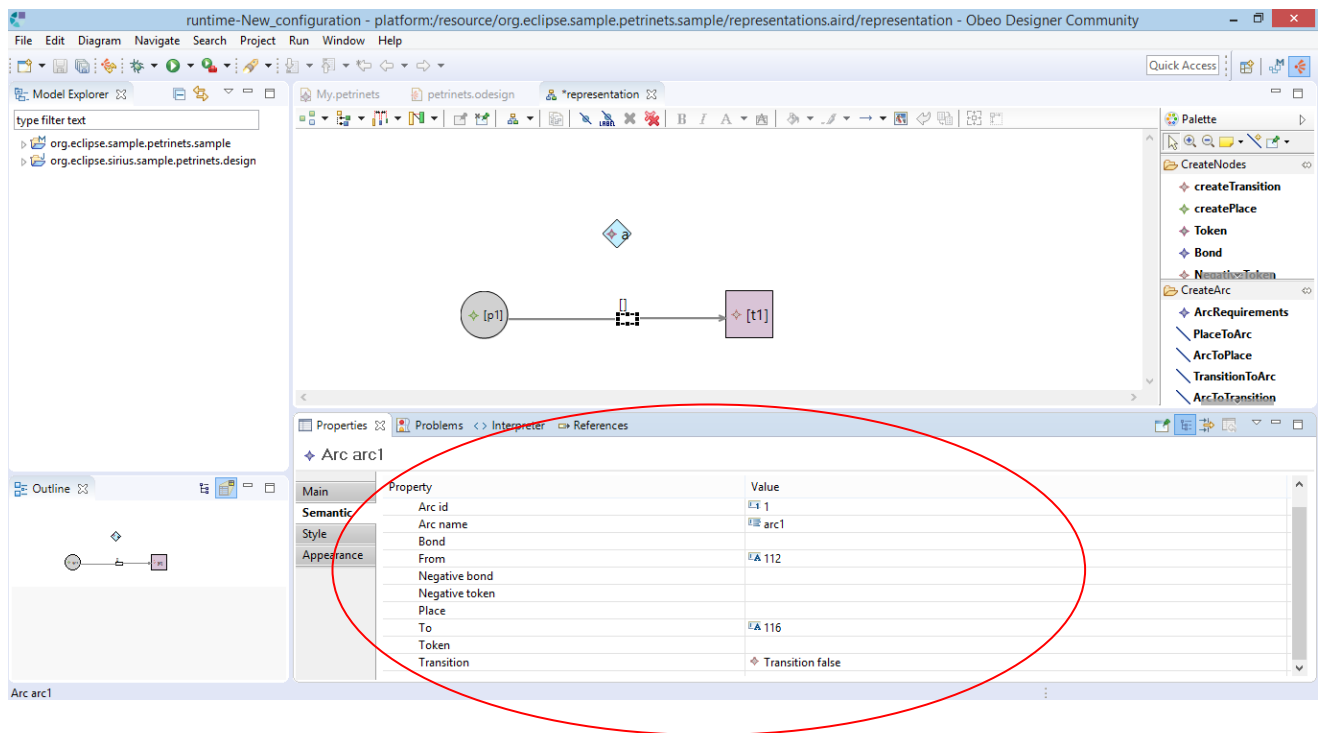 runtime-New_configuration - platform:/resource/org.eclipse.sample.petrinets.sample/representations.aird/representation - Obeo Designer Community
File Edit Diagram Navigate Search Project Run Window Help
Quick Access
Model Explorer
type filter text
org.eclipse.sample.petrinets.sample
org.eclipse.sirius.sample.petrinets.design
My.petrinets petrinets.odesign *representation
LABEL B I A
a
[p1]
[]
[t1]
Palette
CreateNodes
createTransition
createPlace
Token
Bond
NegativeToken
CreateArc
ArcRequirements
PlaceToArc
ArcToPlace
TransitionToArc
ArcToTransition
Outline
Properties Problems Interpreter References
Arc arc1
Main
Semantic
Style
Appearance
Property Value
Arc id 1
Arc name arc1
Bond
From 112
Negative bond
Negative token
Place
To 116
Token
Transition Transition false
Arc arc1